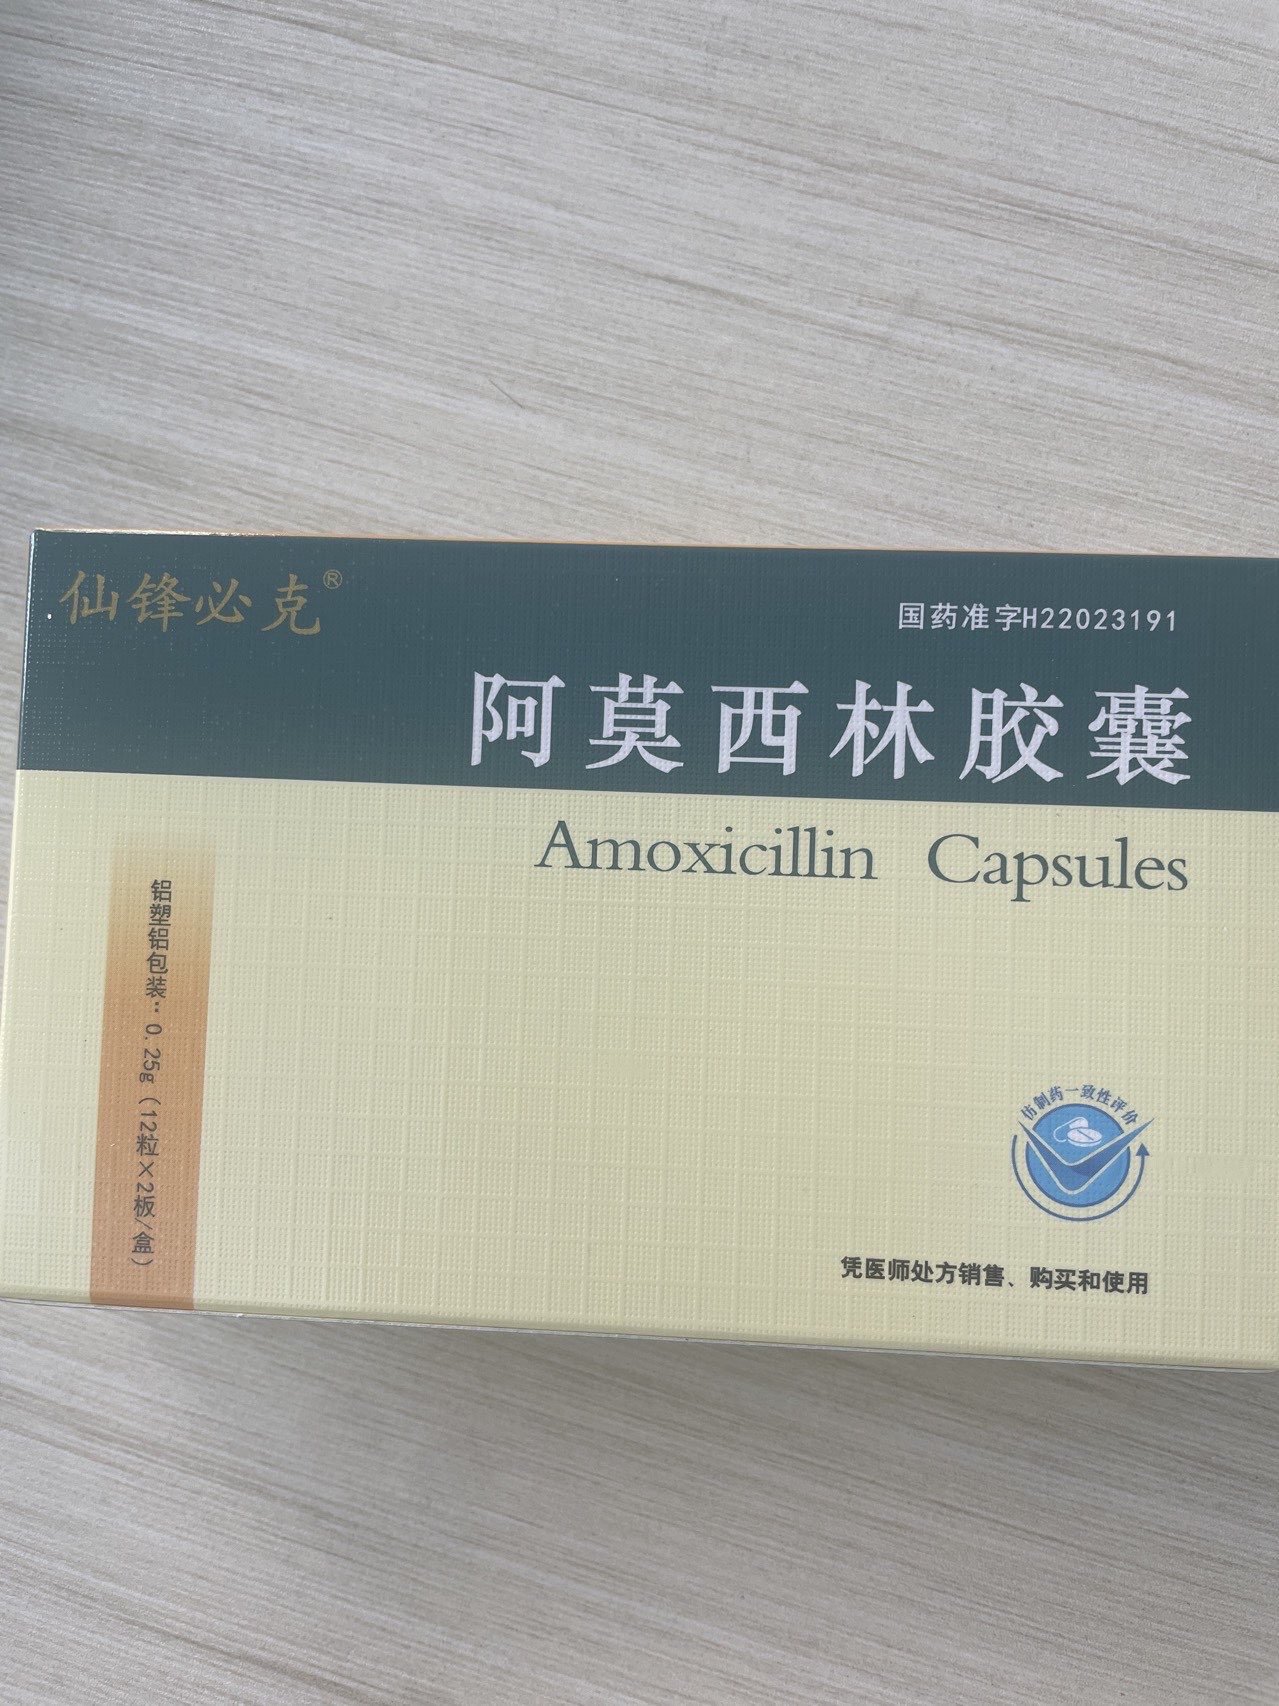 仙锋必克®
国药准字H22023191
阿莫西林胶囊
Amoxicillin Capsules
铝塑铝包装：0.25g（12粒×2板/盒）
仿制药一致性评价
凭医师处方销售、购买和使用